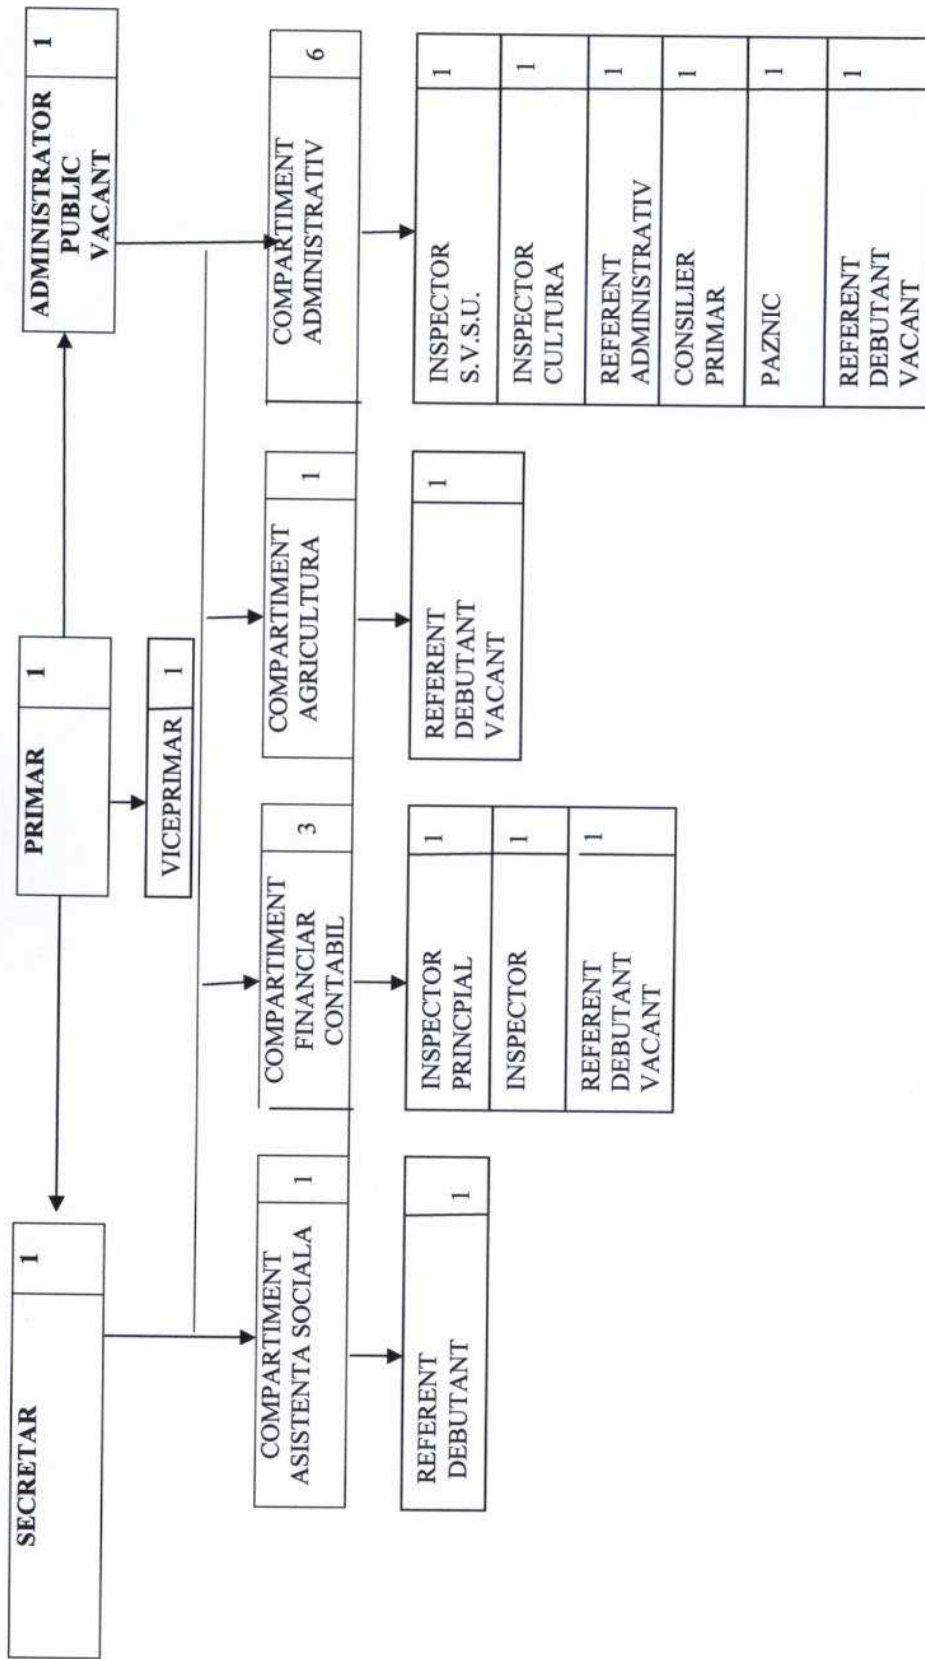 SECRETAR 1
PRIMAR 1
ADMINISTRATOR 1
PUBLIC
VACANT
VICEPRIMAR 1
COMPARTIMENT
ASISTENTA SOCIALA 1
COMPARTIMENT
FINANCIAR 3
CONTABIL
COMPARTIMENT
AGRICULTURA 1
COMPARTIMENT
ADMINISTRATIV 6
REFERENT
DEBUTANT 1
INSPECTOR 1
PRINCPIAL
INSPECTOR 1
REFERENT 1
DEBUTANT
VACANT
REFERENT 1
DEBUTANT
VACANT
INSPECTOR 1
S.V.S.U.
INSPECTOR 1
CULTURA
REFERENT 1
ADMINISTRATIV
CONSILIER 1
PRIMAR
PAZNIC 1
REFERENT 1
DEBUTANT
VACANT